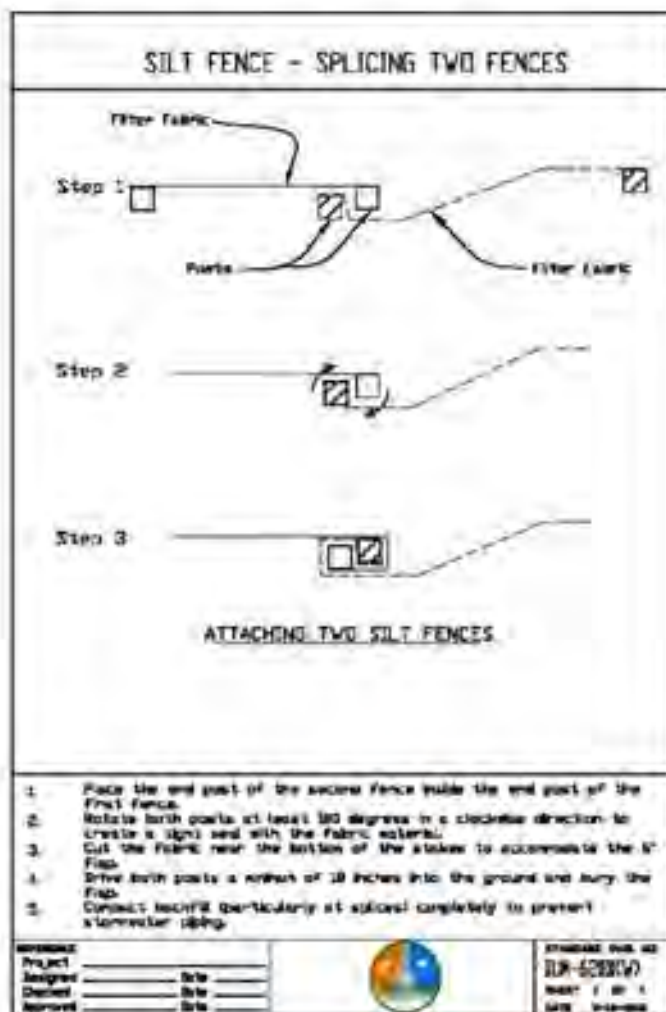 SILT FENCE - SPLICING TWO FENCES
Filter Fabric
Step 1
Posts
Filter Fabric
Step 2
Step 3
ATTACHING TWO SILT FENCES
1. Place the end post of the second fence inside the end post of the
first fence.
2. Rotate both posts at least 180 degrees in a clockwise direction to
create a tight seal with the fabric material.
3. Cut the fabric near the bottom of the stakes to accommodate the 6"
flap.
4. Drive both posts a minimum of 18 inches into the ground and bury the
flap.
5. Compact backfill (particularly at splices) completely to prevent
stormwater piping.
REFERENCE
Project
Designed Date
Checked Date
Approved Date
STANDARD DWG. NO.
SHEET 1 OF 1
DATE